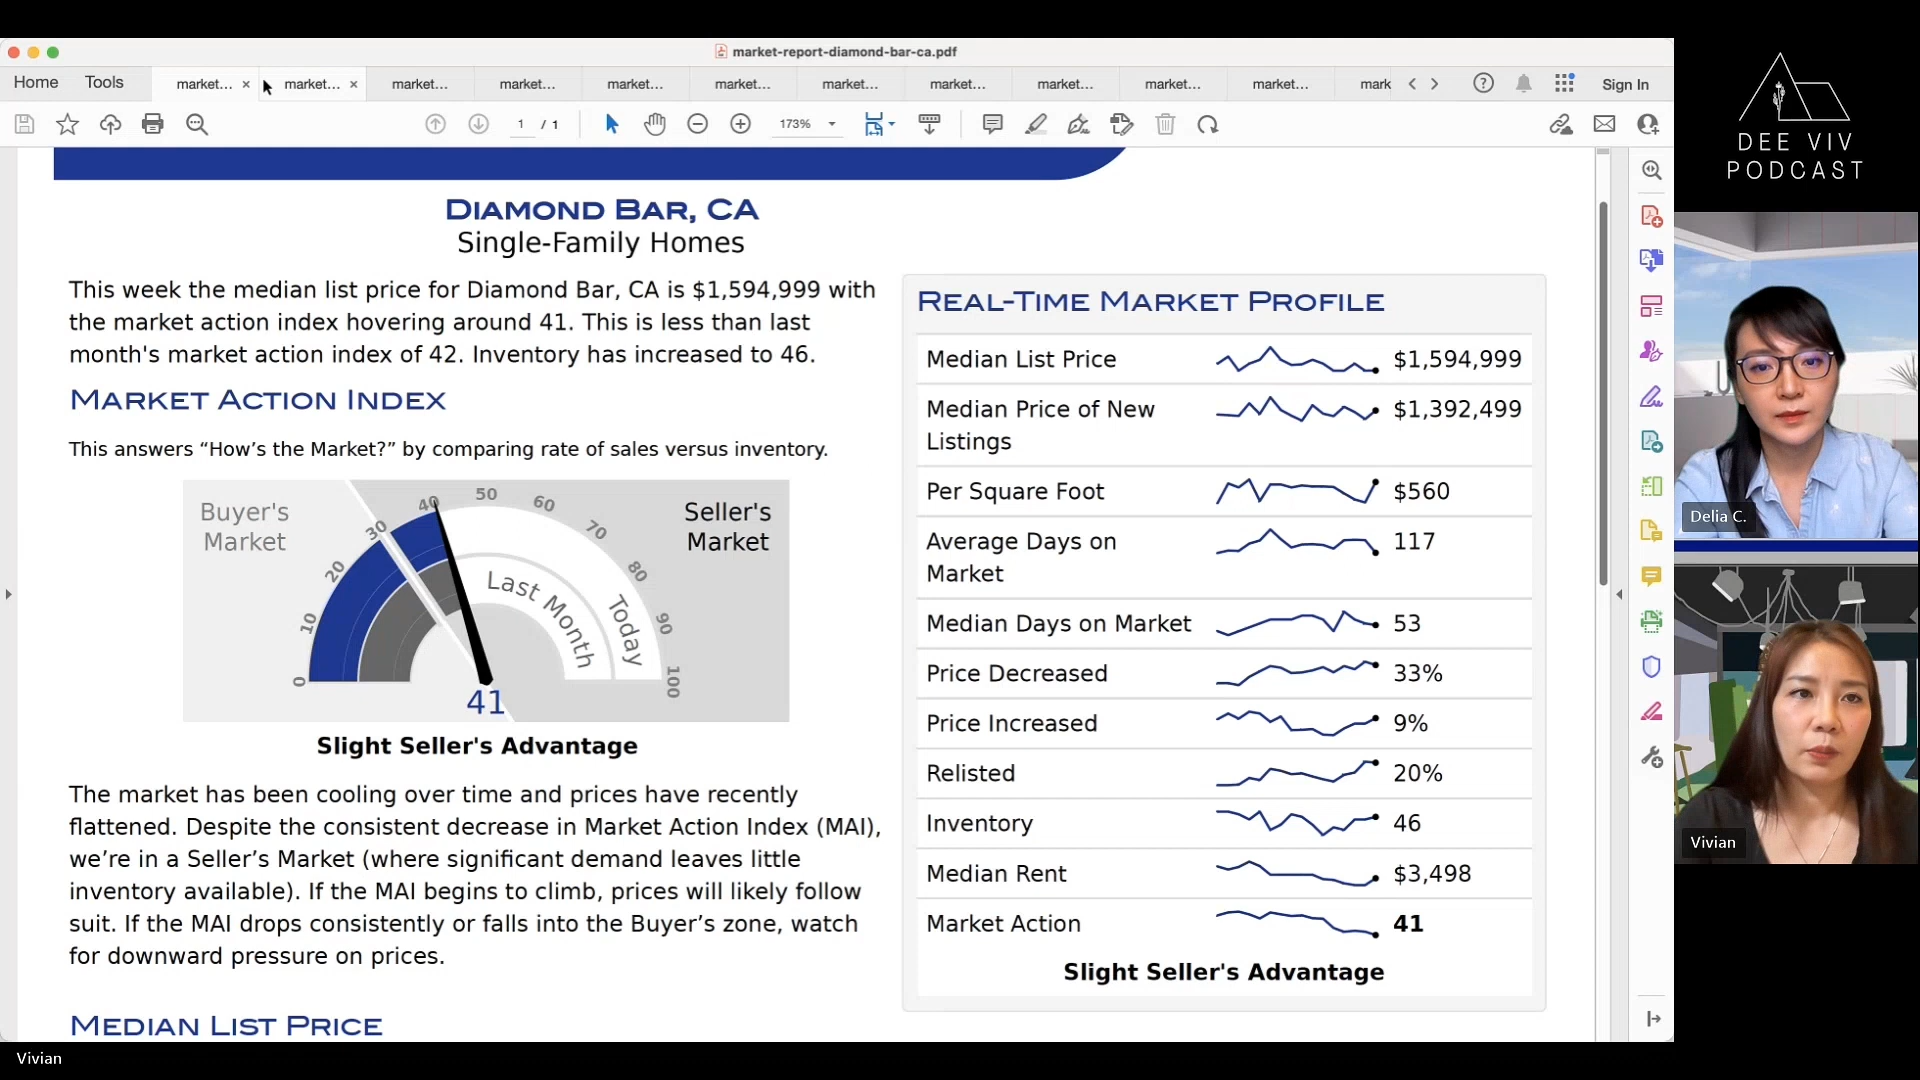 market-report-diamond-bar-ca.pdf
Home Tools market... × market... × market... market... market... market... market... market... market... market... market... mark Sign In
1 / 1 173%
DEE VIV
PODCAST
DIAMOND BAR, CA
Single-Family Homes
This week the median list price for Diamond Bar, CA is $1,594,999 with
the market action index hovering around 41. This is less than last
month's market action index of 42. Inventory has increased to 46.
MARKET ACTION INDEX
This answers “How’s the Market?” by comparing rate of sales versus inventory.
Buyer's
Market
Seller's
Market
0 10 20 30 40 50 60 70 80 90 100
Last Month
Today
41
Slight Seller's Advantage
The market has been cooling over time and prices have recently
flattened. Despite the consistent decrease in Market Action Index (MAI),
we’re in a Seller’s Market (where significant demand leaves little
inventory available). If the MAI begins to climb, prices will likely follow
suit. If the MAI drops consistently or falls into the Buyer’s zone, watch
for downward pressure on prices.
MEDIAN LIST PRICE
REAL-TIME MARKET PROFILE
Median List Price $1,594,999
Median Price of New $1,392,499
Listings
Per Square Foot $560
Average Days on 117
Market
Median Days on Market 53
Price Decreased 33%
Price Increased 9%
Relisted 20%
Inventory 46
Median Rent $3,498
Market Action 41
Slight Seller's Advantage
Delia C.
Vivian
Vivian